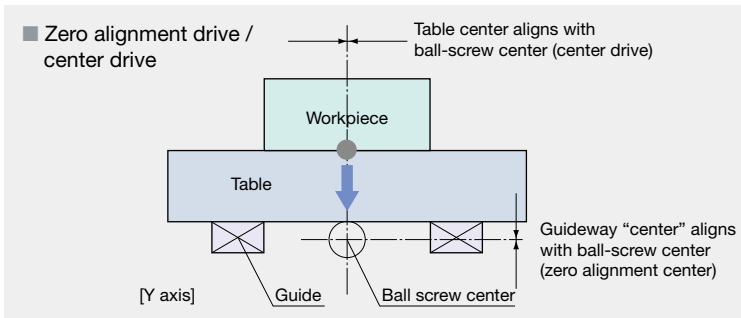 Zero alignment drive /
center drive
Table center aligns with
ball-screw center (center drive)
Workpiece
Table
Guideway “center” aligns
with ball-screw center
(zero alignment center)
[Y axis]
Guide
Ball screw center